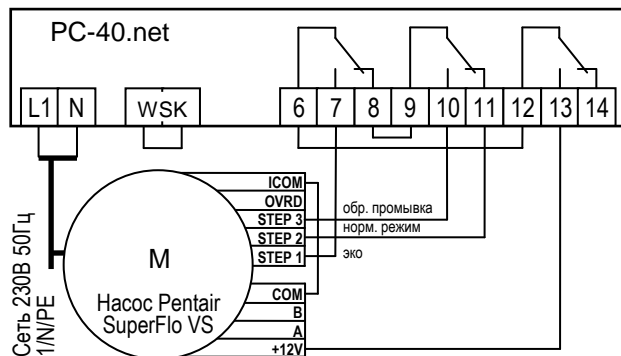 PC-40.net
L1 N WSK 6 7 8 9 10 11 12 13 14
ICOM
OVRD
STEP 3 обр. промывка
STEP 2 норм. режим
STEP 1 эко
M
Насос Pentair
SuperFlo VS
COM
B
A
+12V
Сеть 230В 50Гц
1/N/PE